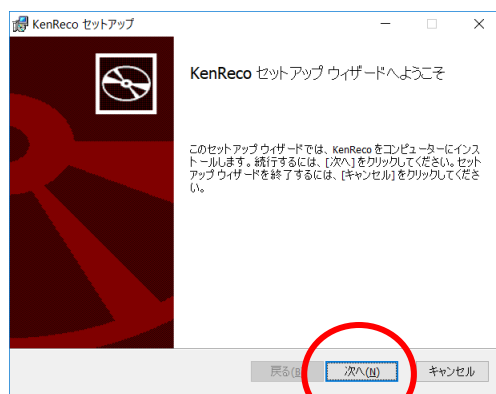 KenReco セットアップ
KenReco セットアップ ウィザードへようこそ
このセットアップ ウィザードでは、KenReco をコンピューターにインス
トールします。続行するには、[次へ] をクリックしてください。セット
アップ ウィザードを終了するには、[キャンセル] をクリックしてくださ
い。
戻る(B 次へ(N) キャンセル